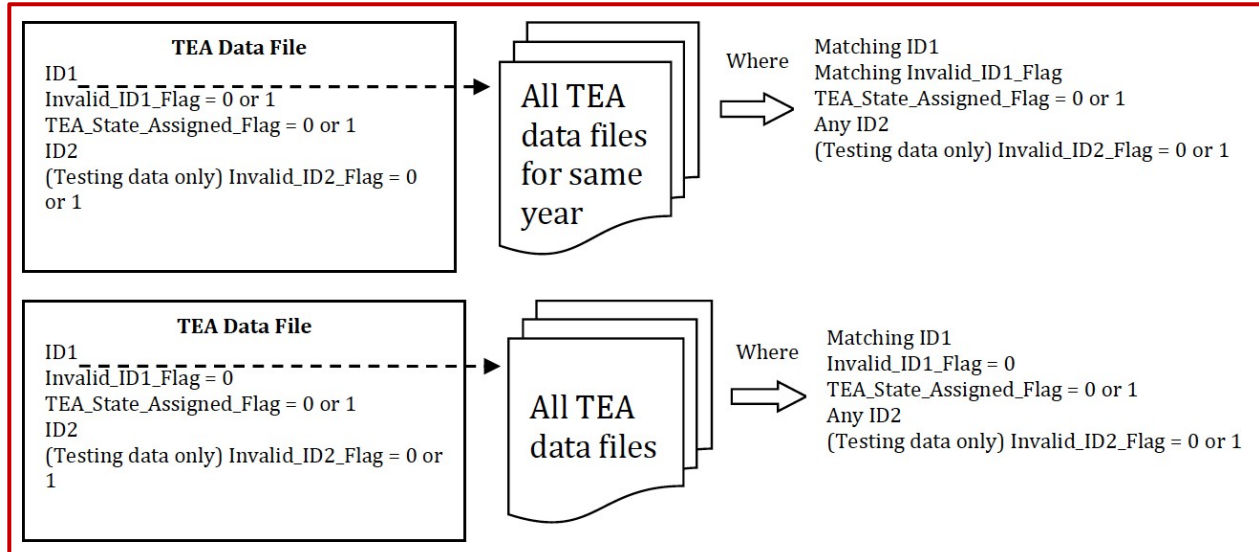 TEA Data File
ID1
Invalid_ID1_Flag = 0 or 1
TEA_State_Assigned_Flag = 0 or 1
ID2
(Testing data only) Invalid_ID2_Flag = 0
or 1
All TEA
data files
for same
year
Where
Matching ID1
Matching Invalid_ID1_Flag
TEA_State_Assigned_Flag = 0 or 1
Any ID2
(Testing data only) Invalid_ID2_Flag = 0 or 1
TEA Data File
ID1
Invalid_ID1_Flag = 0
TEA_State_Assigned_Flag = 0 or 1
ID2
(Testing data only) Invalid_ID2_Flag = 0 or
1
All TEA
data files
Where
Matching ID1
Invalid_ID1_Flag = 0
TEA_State_Assigned_Flag = 0 or 1
Any ID2
(Testing data only) Invalid_ID2_Flag = 0 or 1